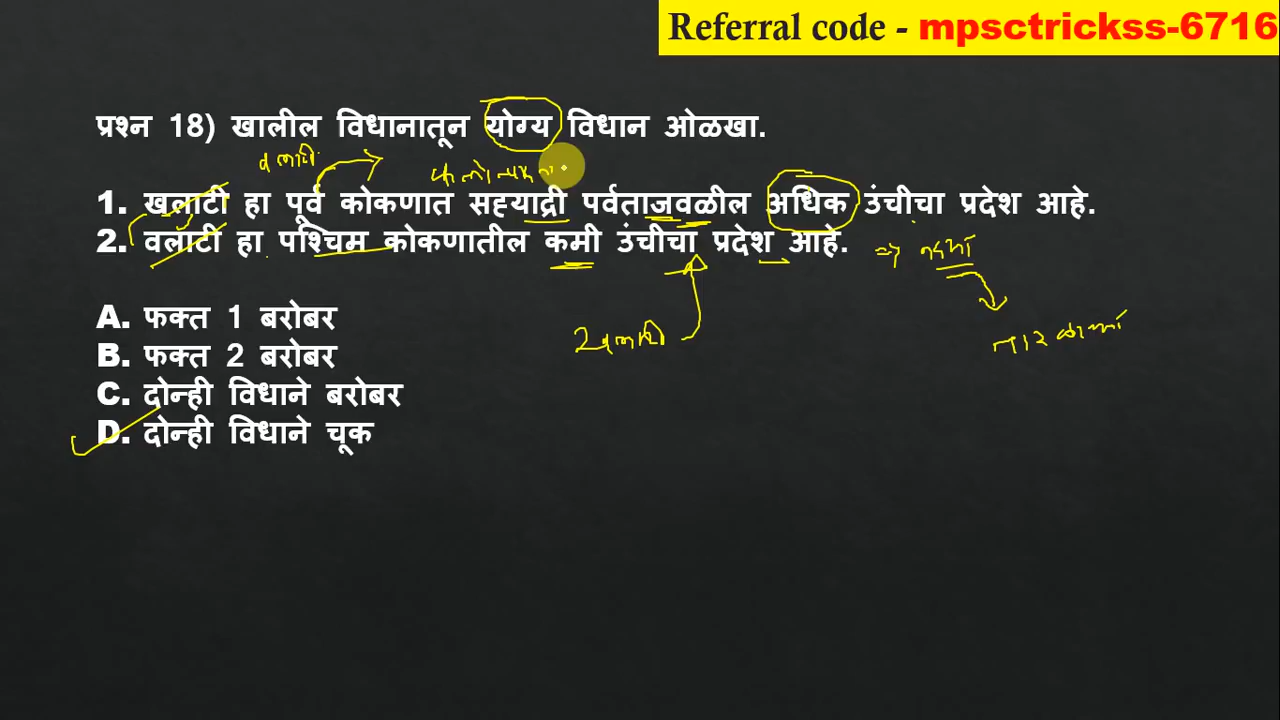 Referral code - mpsctrickss-6716
प्रश्न 18) खालील विधानातून योग्य विधान ओळखा.
1. खलाटी हा पूर्व कोकणात सह्याद्री पर्वताजवळील अधिक उंचीचा प्रदेश आहे.
2. वलाटी हा पश्चिम कोकणातील कमी उंचीचा प्रदेश आहे.
A. फक्त 1 बरोबर
B. फक्त 2 बरोबर
C. दोन्ही विधाने बरोबर
D. दोन्ही विधाने चूक